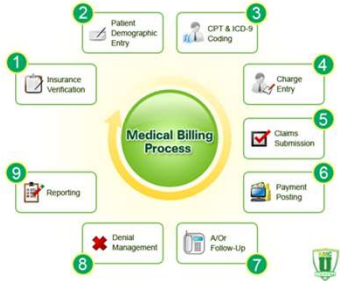 Medical Billing
Process
1
Insurance
Verification
2
Patient
Demographic
Entry
3
CPT & ICD-9
Coding
4
Charge
Entry
5
Claims
Submission
6
Payment
Posting
7
A/Or
Follow-Up
8
Denial
Management
9
Reporting